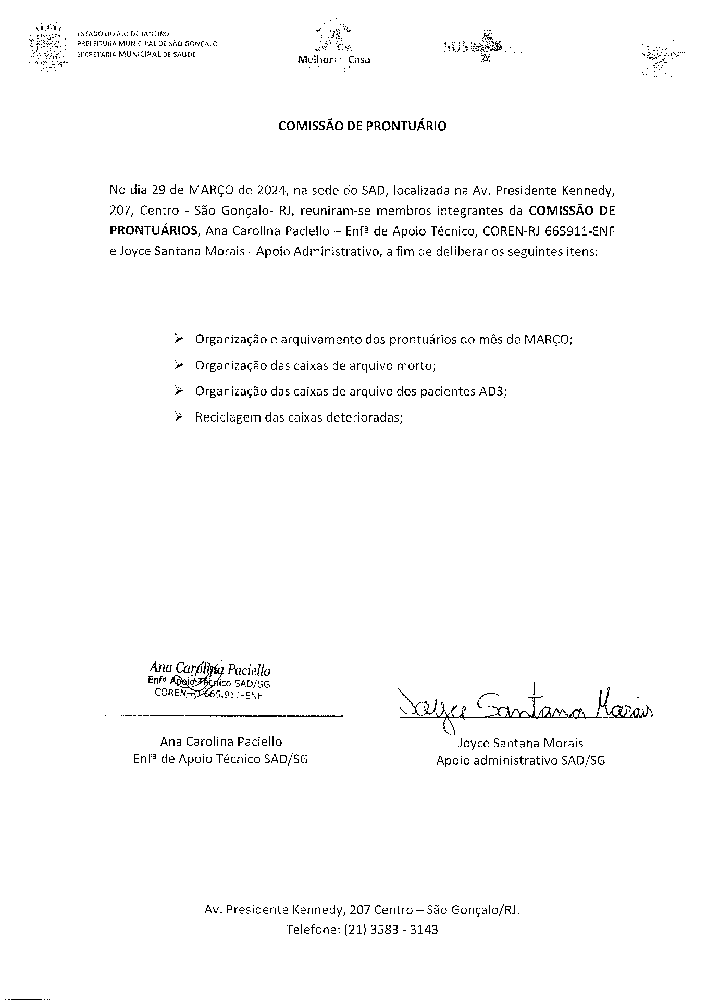 ESTADO DO RIO DE JANEIRO
PREFEITURA MUNICIPAL DE SÃO GONÇALO
SECRETARIA MUNICIPAL DE SAÚDE
Melhor em Casa
SUS
COMISSÃO DE PRONTUÁRIO
No dia 29 de MARÇO de 2024, na sede do SAD, localizada na Av. Presidente Kennedy,
207, Centro - São Gonçalo- RJ, reuniram-se membros integrantes da COMISSÃO DE
PRONTUÁRIOS, Ana Carolina Paciello – Enfª de Apoio Técnico, COREN-RJ 665911-ENF
e Joyce Santana Morais - Apoio Administrativo, a fim de deliberar os seguintes itens:
➢ Organização e arquivamento dos prontuários do mês de MARÇO;
➢ Organização das caixas de arquivo morto;
➢ Organização das caixas de arquivo dos pacientes AD3;
➢ Reciclagem das caixas deterioradas;
Ana Carolina Paciello
Enfª Apoio Técnico SAD/SG
COREN-RJ 665.911-ENF
Joyce Santana Morais
Ana Carolina Paciello
Enfª de Apoio Técnico SAD/SG
Joyce Santana Morais
Apoio administrativo SAD/SG
Av. Presidente Kennedy, 207 Centro – São Gonçalo/RJ.
Telefone: (21) 3583 - 3143